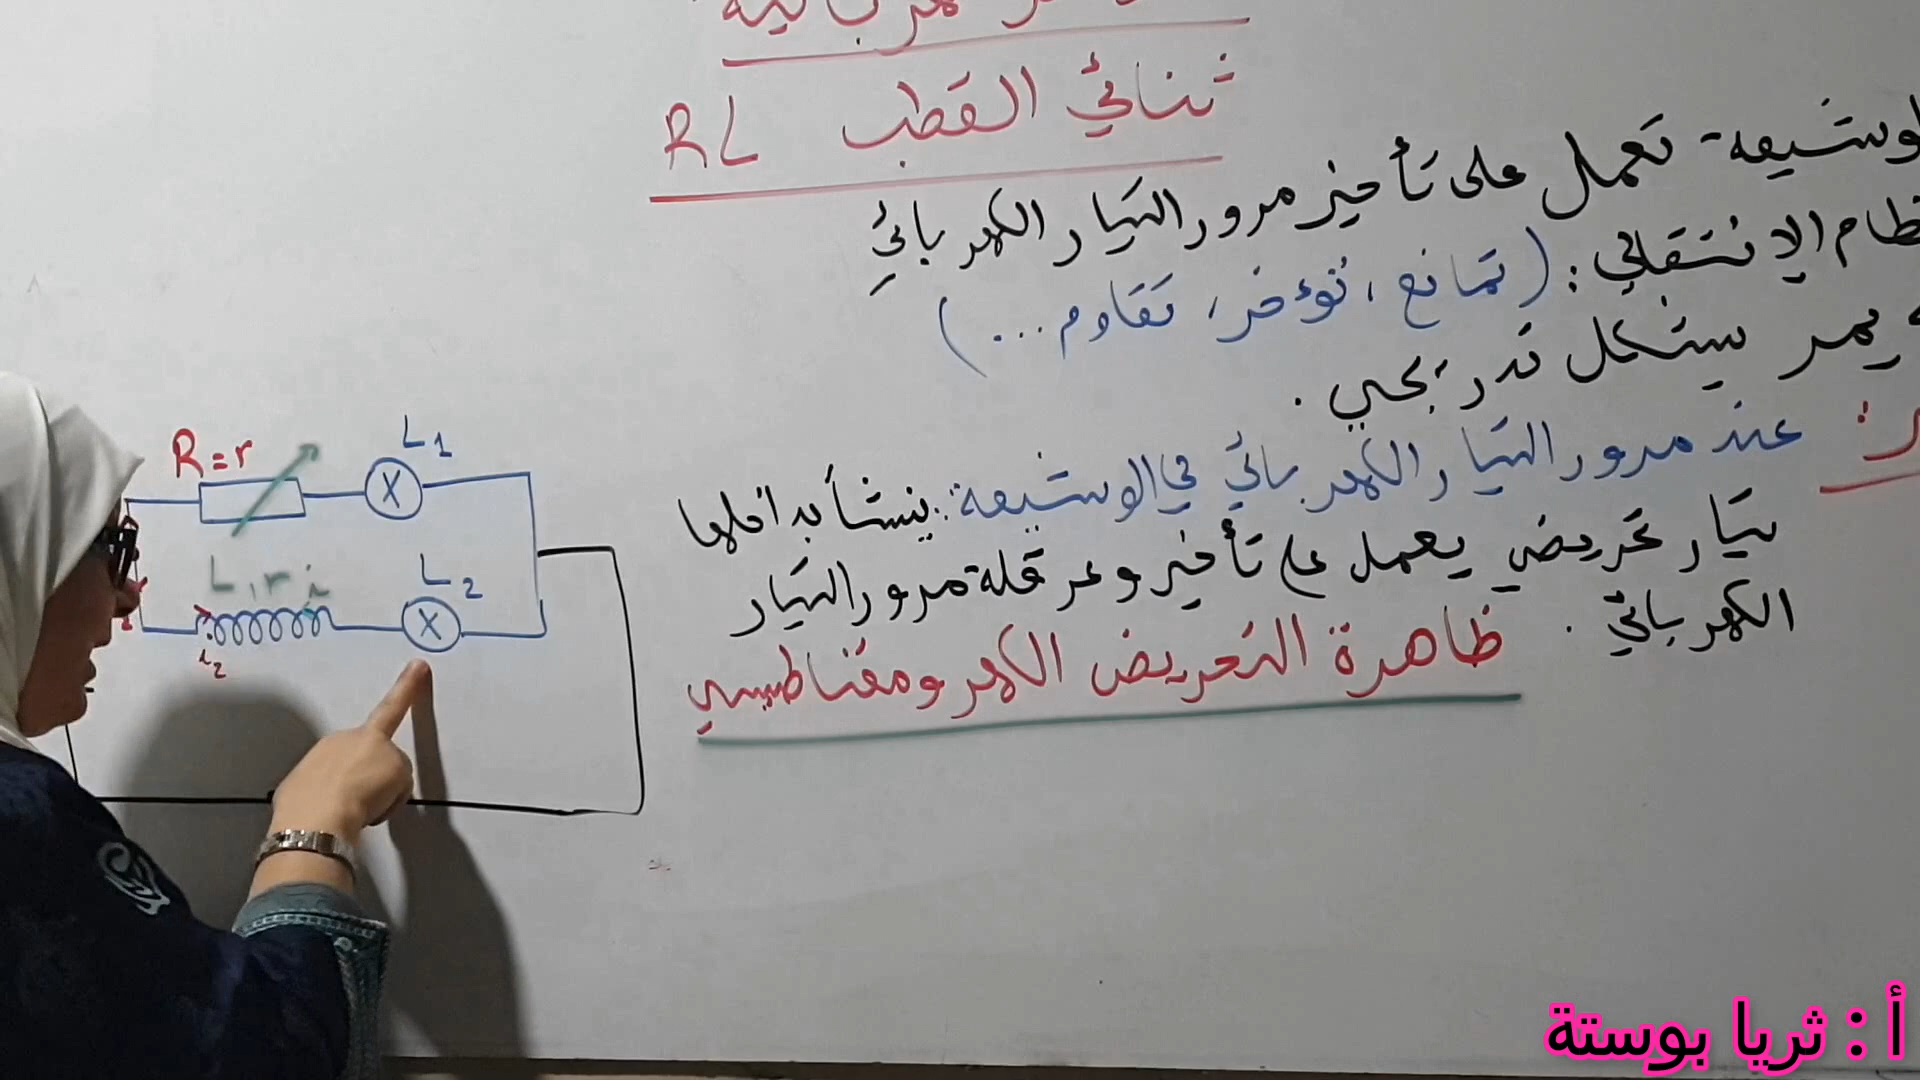 ثنائي القطب RL
الوشيعة تعمل على تأخير مرور التيار الكهربائي
النظام الانتقالي : (تمانع ، تؤخر ، تقاوم ...)
يمر بشكل تدريجي .
عند مرور التيار الكهربائي في الوشيعة : ينشأ بداخلها
تيار تحريضي يعمل على تأخير وعرقلة مرور التيار
الكهربائي .
ظاهرة التحريض الكهرومغناطيسي
R=r
L1
X
L, r i
L2
X
i2
أ : ثريا بوستة